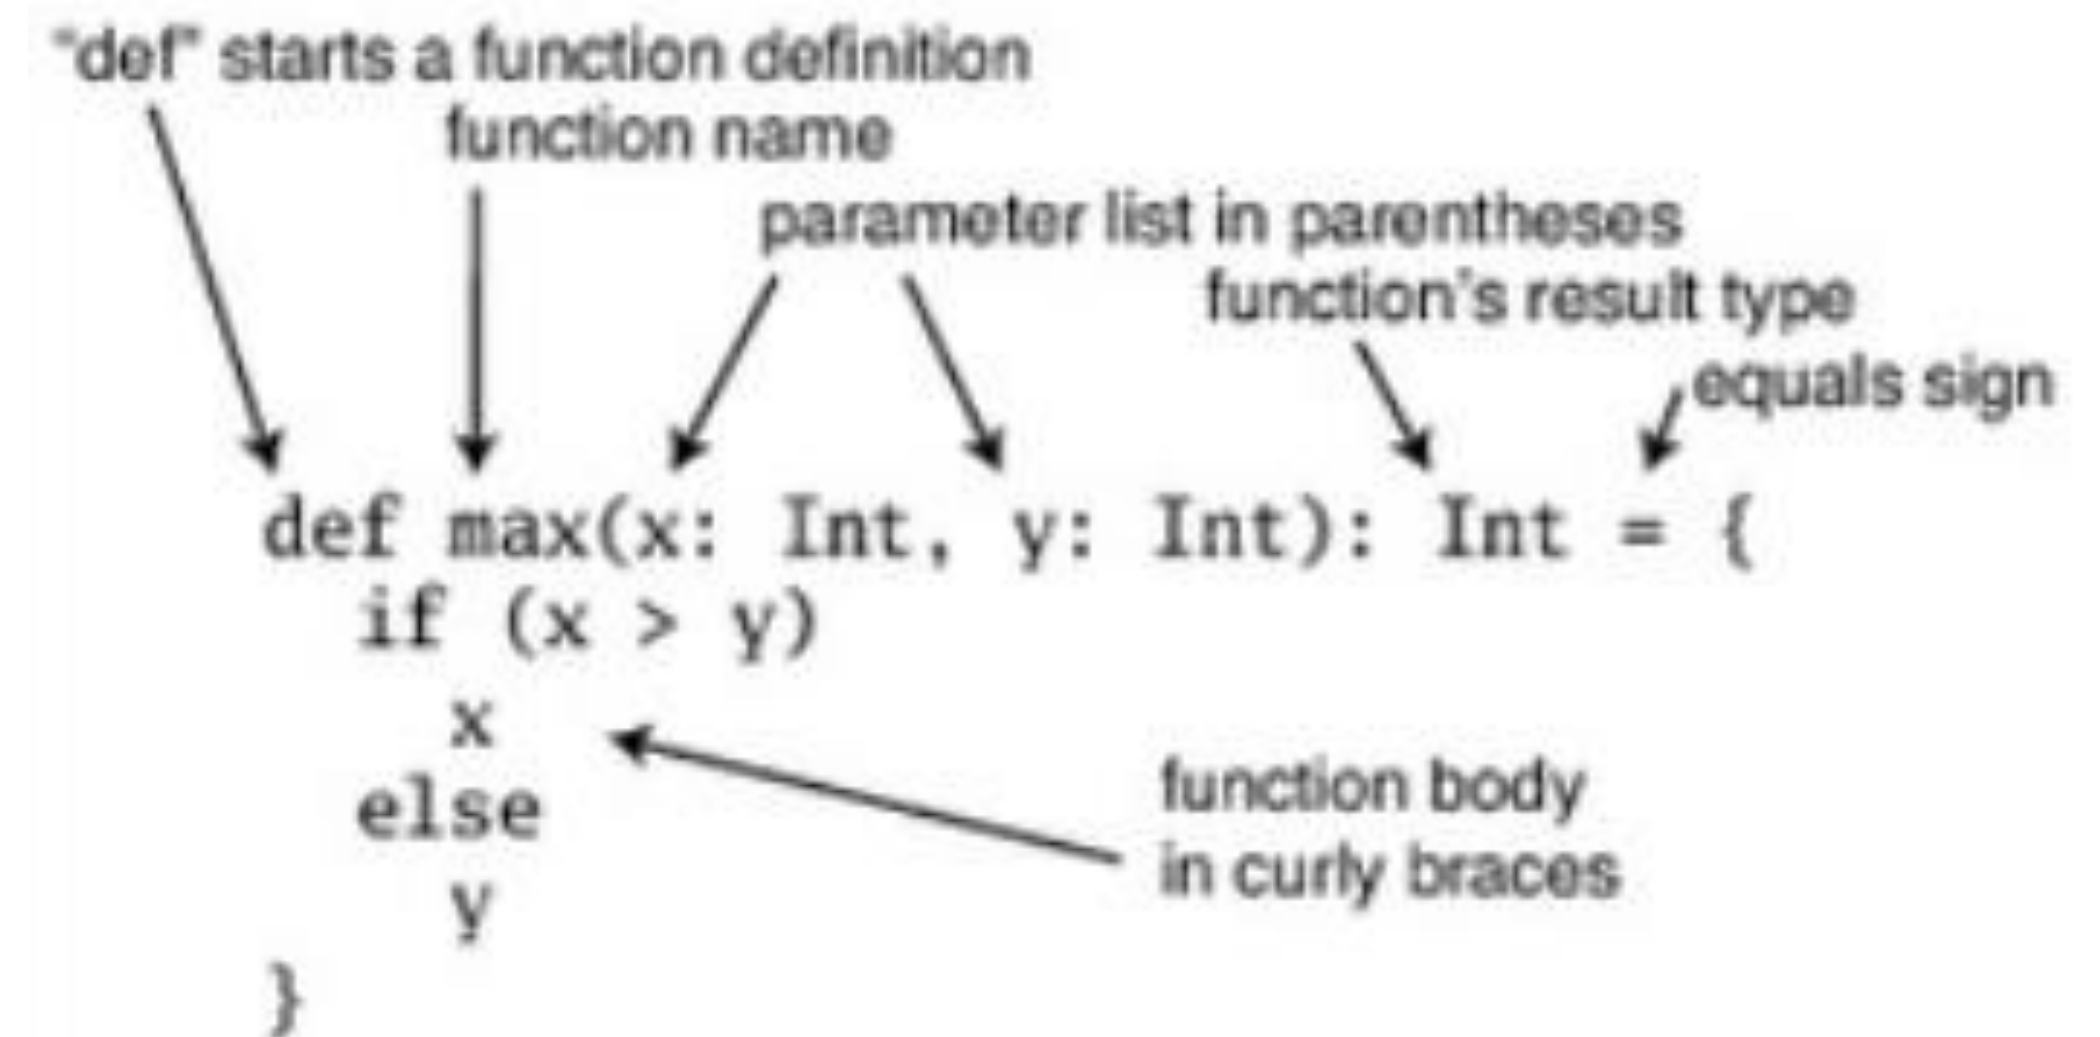 "def" starts a function definition
function name
parameter list in parentheses
function's result type
equals sign
def max(x: Int, y: Int): Int = {
if (x > y)
x
else
y
}
function body
in curly braces